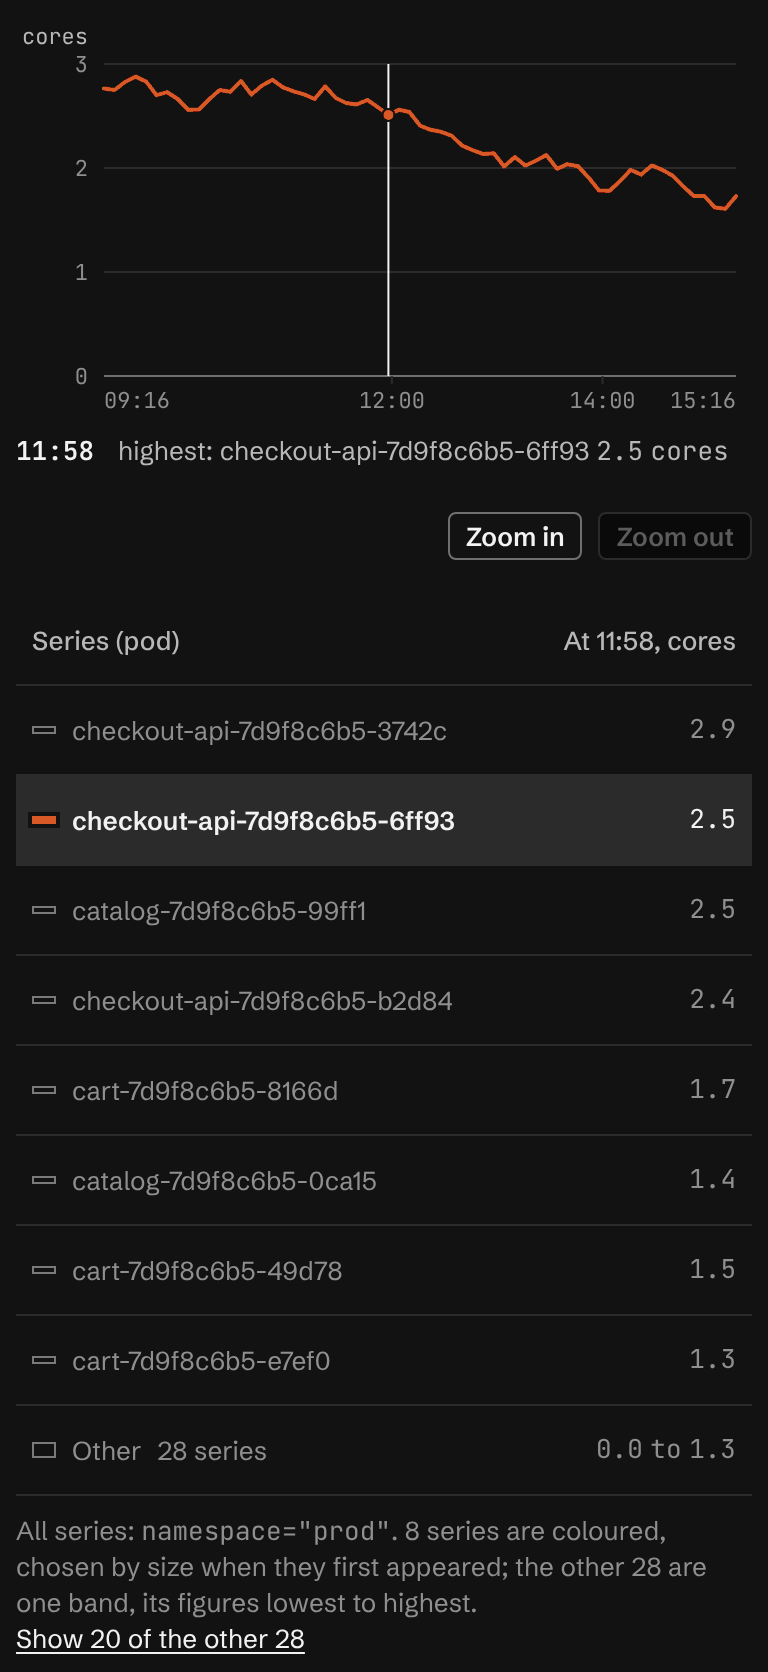 cores
3
2
1
0
09:16 12:00 14:00 15:16
11:58 highest: checkout-api-7d9f8c6b5-6ff93 2.5 cores
Zoom in Zoom out
Series (pod) At 11:58, cores
checkout-api-7d9f8c6b5-3742c 2.9
checkout-api-7d9f8c6b5-6ff93 2.5
catalog-7d9f8c6b5-99ff1 2.5
checkout-api-7d9f8c6b5-b2d84 2.4
cart-7d9f8c6b5-8166d 1.7
catalog-7d9f8c6b5-0ca15 1.4
cart-7d9f8c6b5-49d78 1.5
cart-7d9f8c6b5-e7ef0 1.3
Other 28 series 0.0 to 1.3
All series: namespace="prod". 8 series are coloured,
chosen by size when they first appeared; the other 28 are
one band, its figures lowest to highest.
Show 20 of the other 28